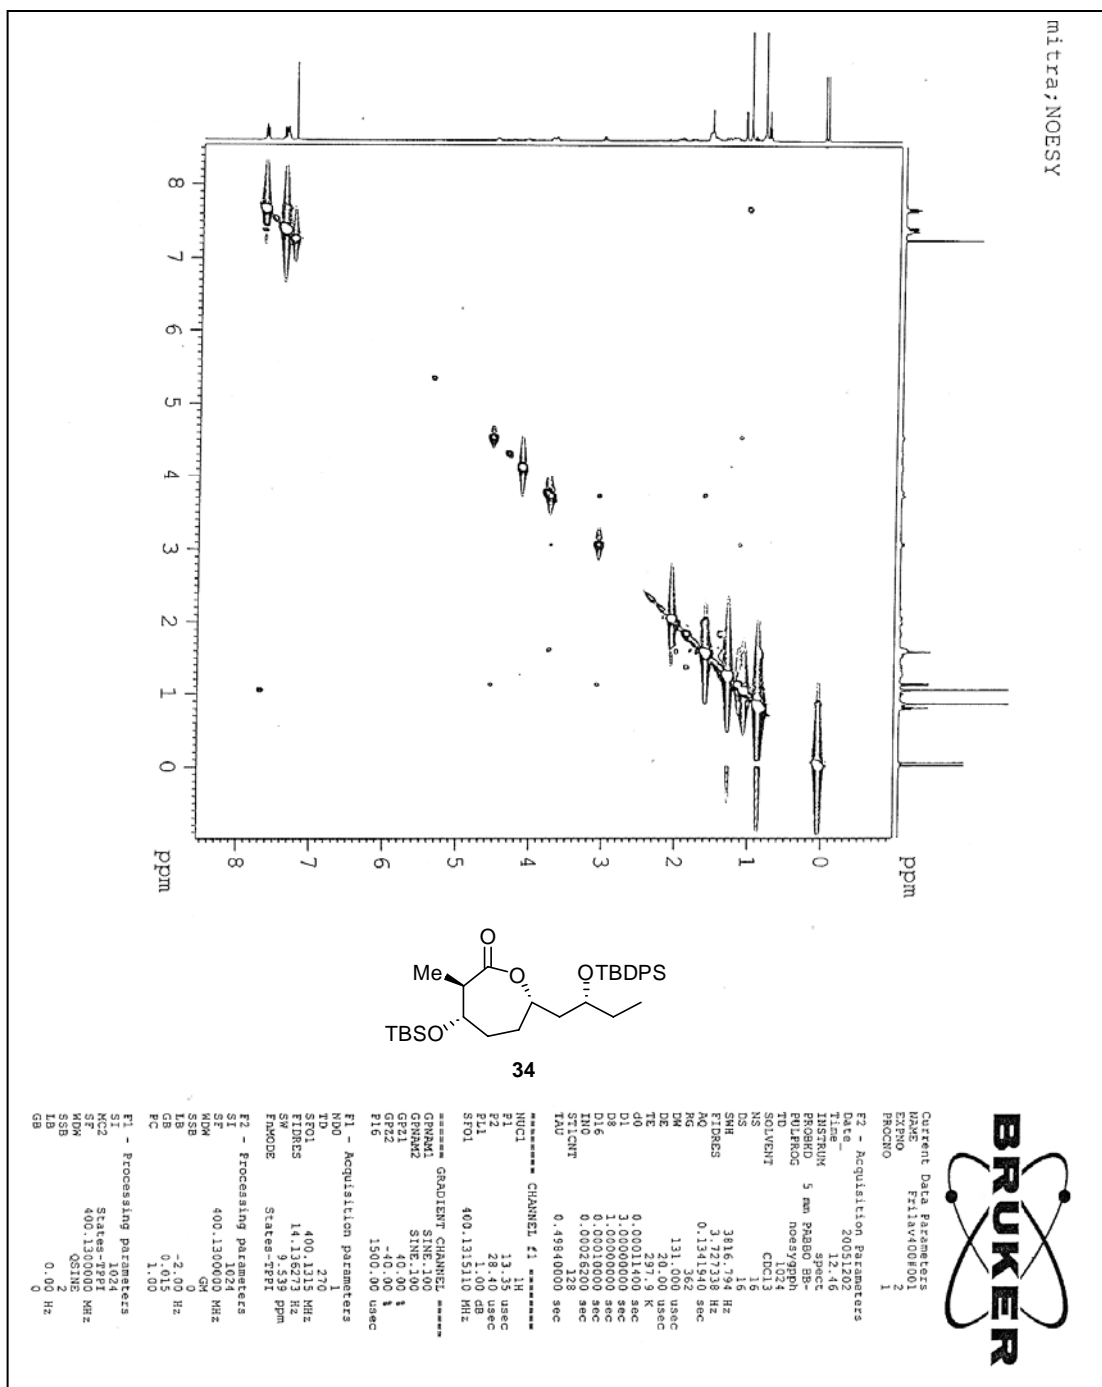 mitra;NOESY
8
7
6
5
4
3
2
1
0
ppm
8
7
6
5
4
3
2
1
0
ppm
O
Me
O
OTBDPS
TBSO
34
BRUKER
Current Data Parameters
NAME Frilav400#001
EXPNO 2
PROCNO 1
F2 - Acquisition Parameters
Date_ 20051202
Time 12.46
INSTRUM spect
PROBHD 5 mm PABBO BB-
PULPROG noesygpph
TD 1024
SOLVENT CDCl3
NS 16
DS 16
SWH 3816.794 Hz
FIDRES 3.727338 Hz
AQ 0.1341940 sec
RG 362
DW 131.000 usec
DE 20.00 usec
TE 297.9 K
d0 0.00011400 sec
D1 3.00000000 sec
D8 1.00000000 sec
D16 0.00010000 sec
IN0 0.00026200 sec
ST1CNT 128
TAU 0.49840000 sec
======== CHANNEL f1 ========
NUC1 1H
P1 13.35 usec
P2 28.40 usec
PL1 1.00 dB
SFO1 400.1315110 MHz
====== GRADIENT CHANNEL =====
GPNAM1 SINE.100
GPNAM2 SINE.100
GPZ1 40.00 %
GPZ2 -40.00 %
P16 1500.00 usec
F1 - Acquisition parameters
ND0 1
TD 270
SFO1 400.1315 MHz
FIDRES 14.136273 Hz
SW 9.539 ppm
FnMODE States-TPPI
F2 - Processing parameters
SI 1024
SF 400.1300000 MHz
WDW GM
SSB 0
LB -2.00 Hz
GB 0.015
PC 1.00
F1 - Processing parameters
SI 1024
MC2 States-TPPI
SF 400.1300000 MHz
WDW QSINE
SSB 2
LB 0.00 Hz
GB 0